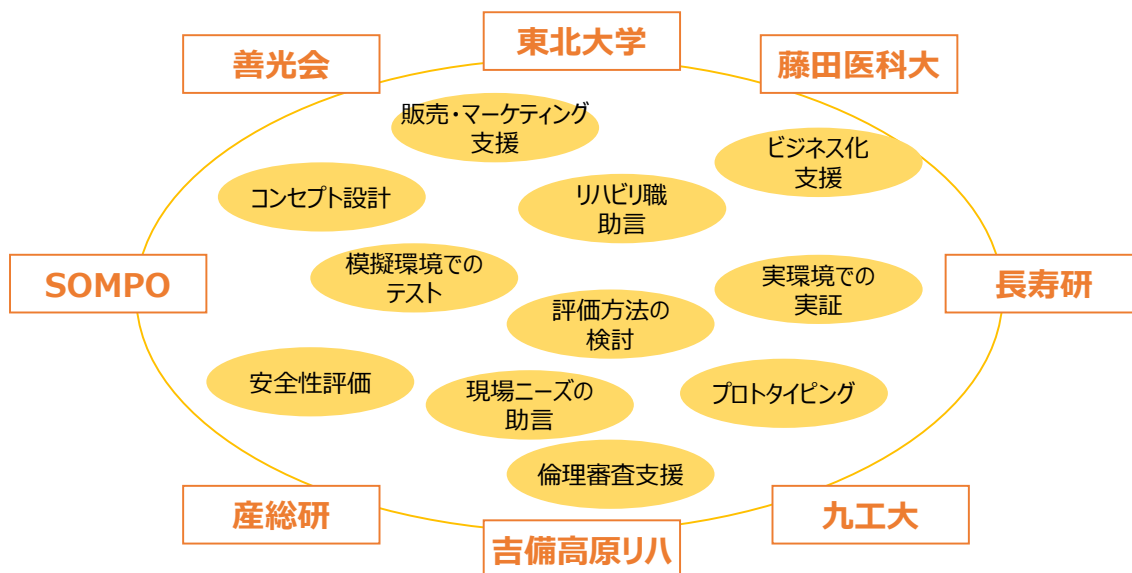 東北大学
善光会
藤田医科大
販売・マーケティング
支援
ビジネス化
支援
コンセプト設計
リハビリ職
助言
SOMPO
模擬環境での
テスト
実環境での
実証
長寿研
評価方法の
検討
安全性評価
現場ニーズの
助言
プロトタイピング
倫理審査支援
産総研
九工大
吉備高原リハ